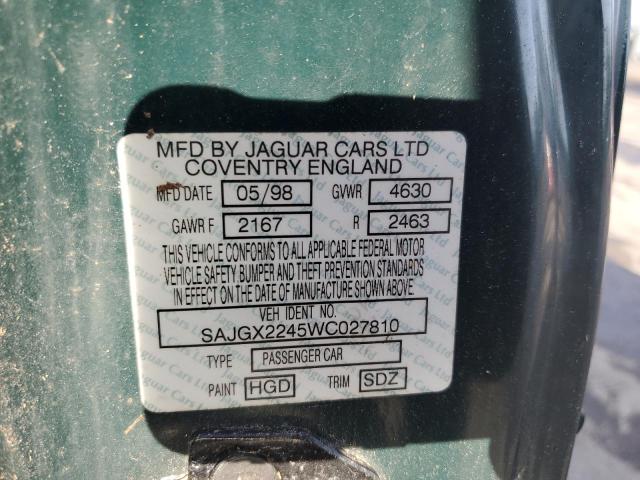 MFD BY JAGUAR CARS LTD
COVENTRY ENGLAND
MFD DATE 05/98 GVWR 4630
GAWR F 2167 R 2463
THIS VEHICLE CONFORMS TO ALL APPLICABLE FEDERAL MOTOR
VEHICLE SAFETY BUMPER AND THEFT PREVENTION STANDARDS
IN EFFECT ON THE DATE OF MANUFACTURE SHOWN ABOVE
VEH IDENT NO.
SAJGX2245WC027810
TYPE PASSENGER CAR
PAINT HGD TRIM SDZ